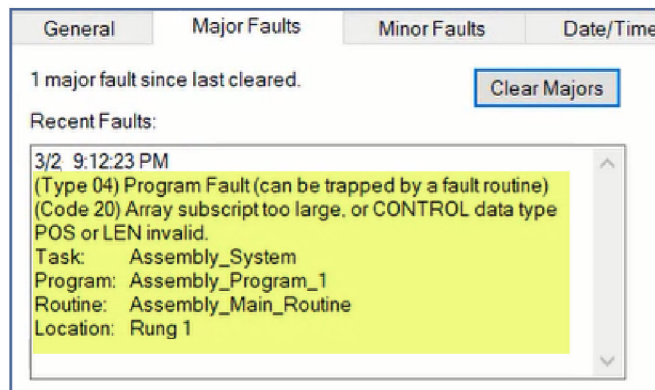 General Major Faults Minor Faults Date/Time
1 major fault since last cleared.
Clear Majors
Recent Faults:
3/2, 9:12:23 PM
(Type 04) Program Fault (can be trapped by a fault routine)
(Code 20) Array subscript too large, or CONTROL data type
POS or LEN invalid.
Task: Assembly_System
Program: Assembly_Program_1
Routine: Assembly_Main_Routine
Location: Rung 1